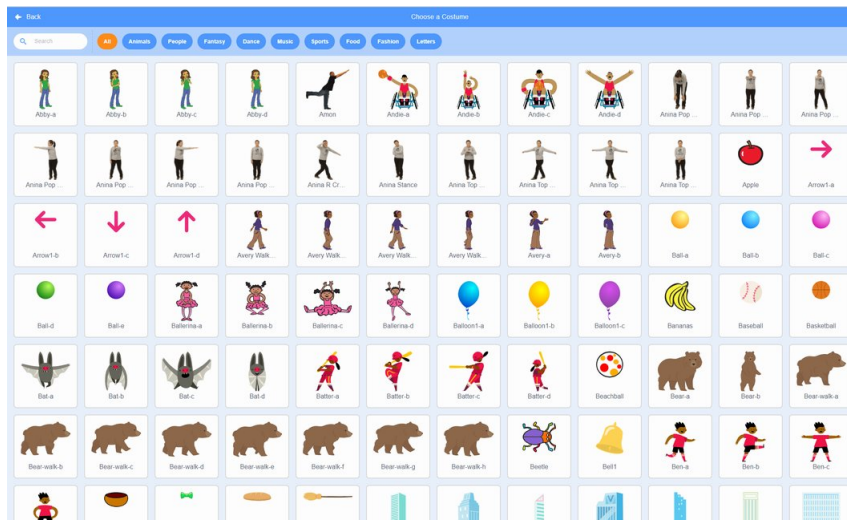 Back
Choose a Costume
Search
All Animals People Fantasy Dance Music Sports Food Fashion Letters
Abby-a Abby-b Abby-c Abby-d Amon Andie-a Andie-b Andie-c Andie-d Anina Pop ... Anina Pop ... Anina Pop ...
Anina Pop ... Anina Pop ... Anina Pop ... Anina Pop ... Anina R Cr... Anina Stance Anina Top ... Anina Top ... Anina Top ... Anina Top ... Apple Arrow1-a
Arrow1-b Arrow1-c Arrow1-d Avery Walk... Avery Walk... Avery Walk... Avery Walk... Avery-a Avery-b Ball-a Ball-b Ball-c
Ball-d Ball-e Ballerina-a Ballerina-b Ballerina-c Ballerina-d Balloon1-a Balloon1-b Balloon1-c Bananas Baseball Basketball
Bat-a Bat-b Bat-c Bat-d Batter-a Batter-b Batter-c Batter-d Beachball Bear-a Bear-b Bear-walk-a
Bear-walk-b Bear-walk-c Bear-walk-d Bear-walk-e Bear-walk-f Bear-walk-g Bear-walk-h Beetle Bell1 Ben-a Ben-b Ben-c